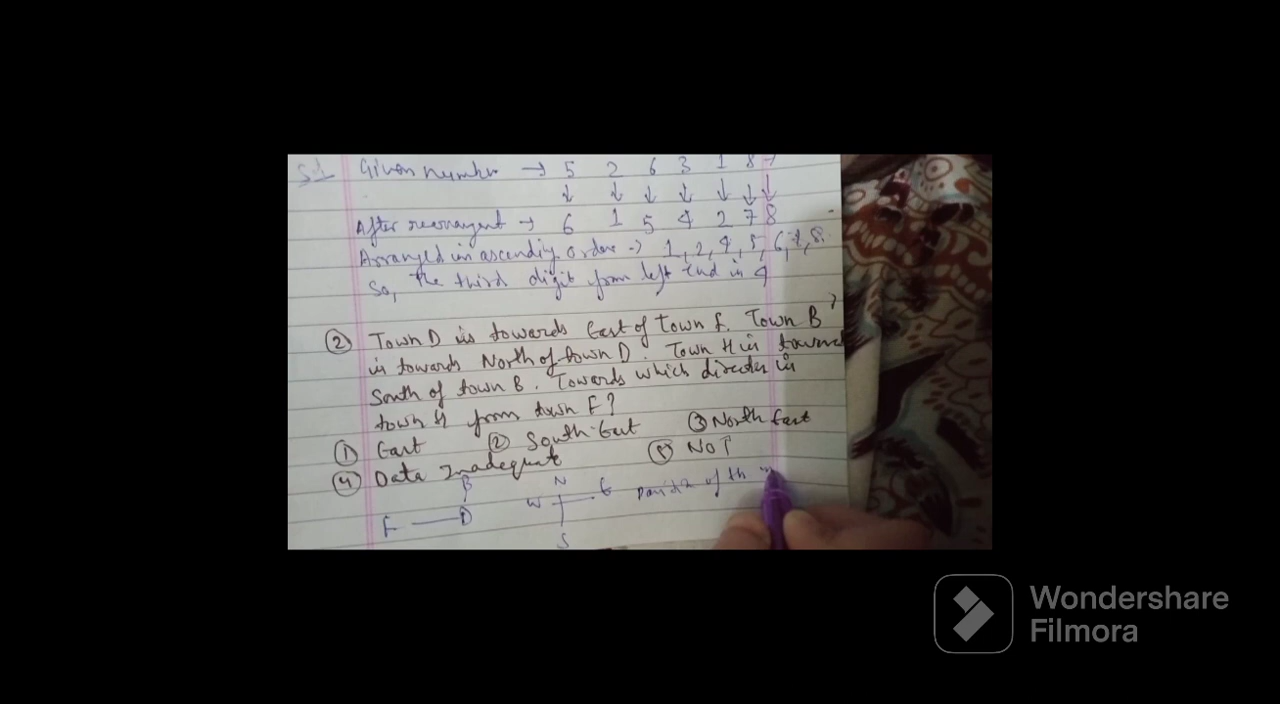 S.1 Given number → 5 2 6 3 1 8 7
↓ ↓ ↓ ↓ ↓ ↓ ↓
After rearrangent → 6 1 5 4 2 7 8
Arranged in ascending order → 1, 2, 4, 5, 6, 7, 8.
So, the third digit from left end is 4
② Town D is towards East of town F. Town B
is towards North of town D. Town H is towards
South of town B. Towards which direction is
town H from town F?
① East ② South-East ③ North East
④ Data Inadequate ⑤ NOT
B N
W E of th
F D
S
Wondershare
Filmora